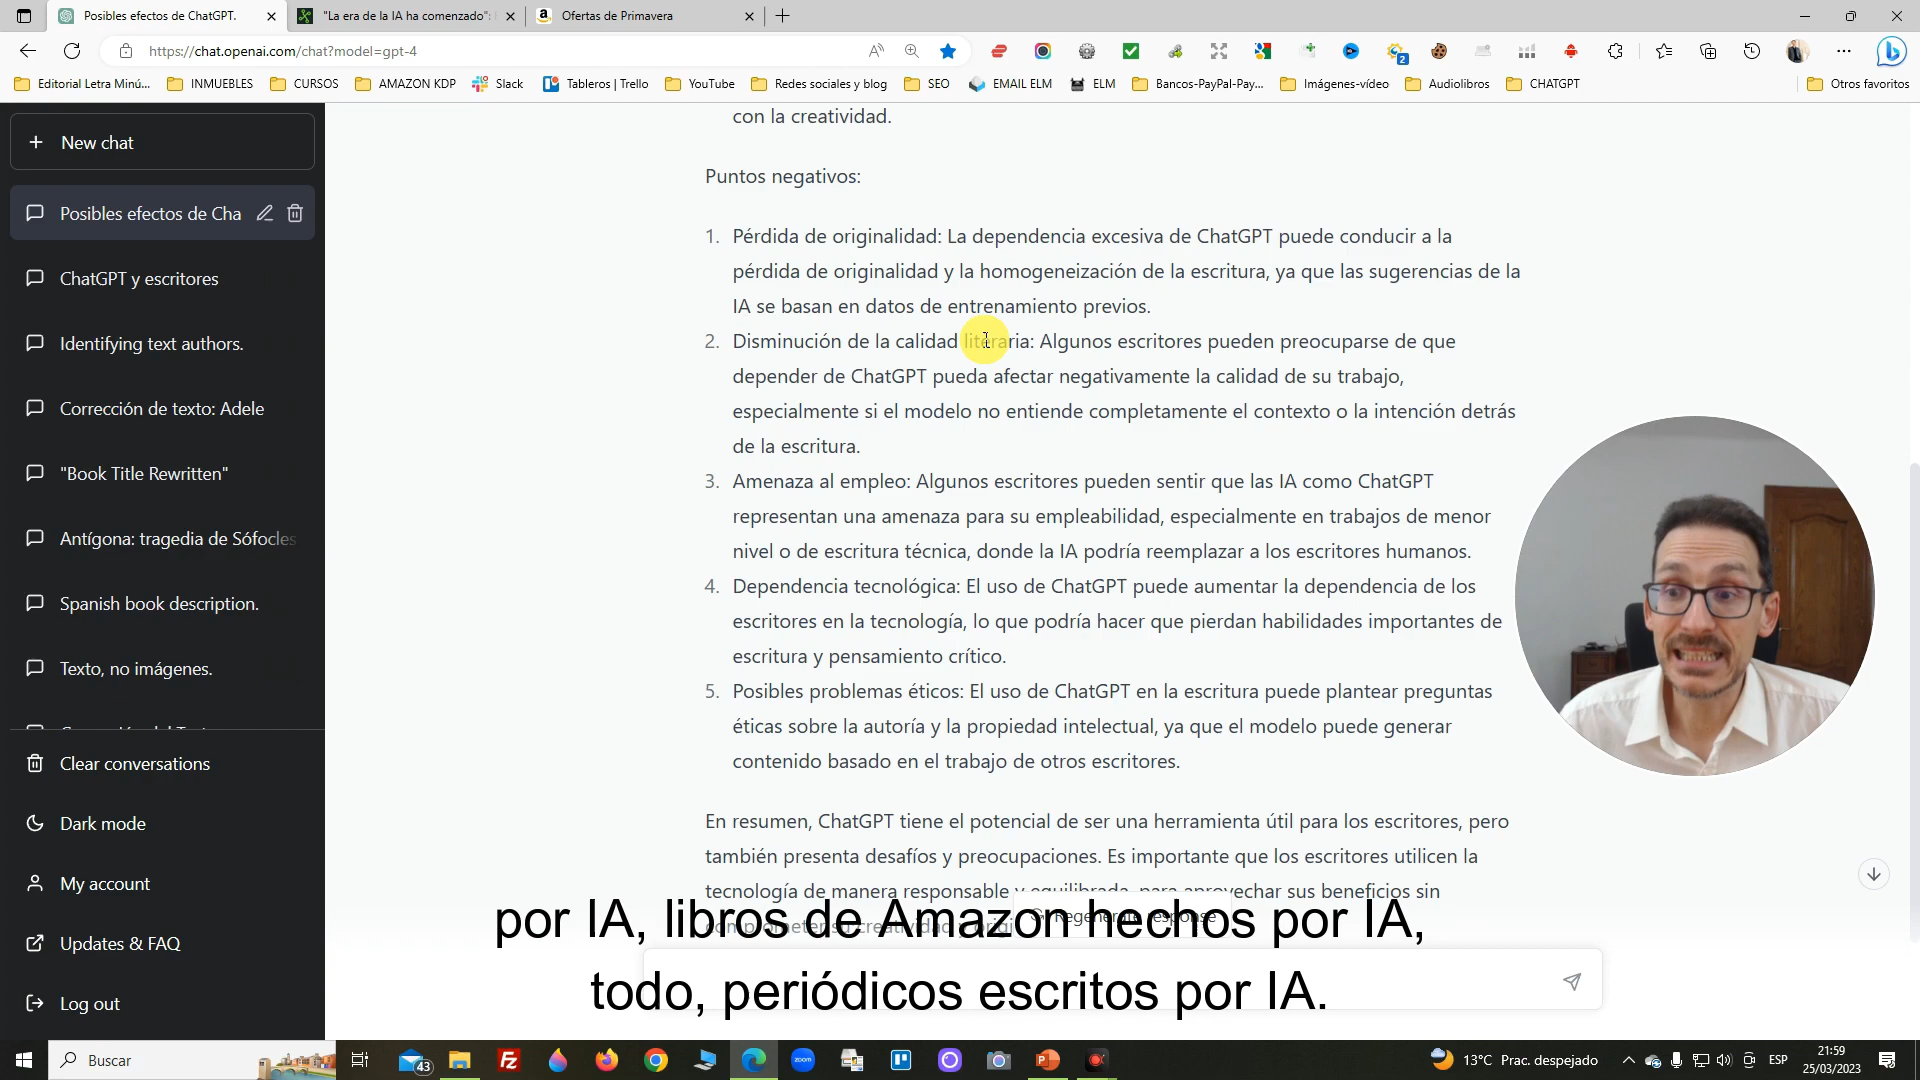 Posibles efectos de ChatGPT.
"La era de la IA ha comenzado":
Ofertas de Primavera
https://chat.openai.com/chat?model=gpt-4
Editorial Letra Minú...
INMUEBLES
CURSOS
AMAZON KDP
Slack
Tableros | Trello
YouTube
Redes sociales y blog
SEO
EMAIL ELM
ELM
Bancos-PayPal-Pay...
Imágenes-vídeo
Audiolibros
CHATGPT
Otros favoritos
New chat
Posibles efectos de Cha
ChatGPT y escritores
Identifying text authors.
Corrección de texto: Adele
"Book Title Rewritten"
Antígona: tragedia de Sófocles
Spanish book description.
Texto, no imágenes.
Clear conversations
Dark mode
My account
Updates & FAQ
Log out
con la creatividad.
Puntos negativos:
1. Pérdida de originalidad: La dependencia excesiva de ChatGPT puede conducir a la
pérdida de originalidad y la homogeneización de la escritura, ya que las sugerencias de la
IA se basan en datos de entrenamiento previos.
2. Disminución de la calidad literaria: Algunos escritores pueden preocuparse de que
depender de ChatGPT pueda afectar negativamente la calidad de su trabajo,
especialmente si el modelo no entiende completamente el contexto o la intención detrás
de la escritura.
3. Amenaza al empleo: Algunos escritores pueden sentir que las IA como ChatGPT
representan una amenaza para su empleabilidad, especialmente en trabajos de menor
nivel o de escritura técnica, donde la IA podría reemplazar a los escritores humanos.
4. Dependencia tecnológica: El uso de ChatGPT puede aumentar la dependencia de los
escritores en la tecnología, lo que podría hacer que pierdan habilidades importantes de
escritura y pensamiento crítico.
5. Posibles problemas éticos: El uso de ChatGPT en la escritura puede plantear preguntas
éticas sobre la autoría y la propiedad intelectual, ya que el modelo puede generar
contenido basado en el trabajo de otros escritores.
En resumen, ChatGPT tiene el potencial de ser una herramienta útil para los escritores, pero
también presenta desafíos y preocupaciones. Es importante que los escritores utilicen la
tecnología de manera responsable y equilibrada, para aprovechar sus beneficios sin
Regenerate response
por IA, libros de Amazon hechos por IA,
todo, periódicos escritos por IA.
Buscar
43
zoom
13°C Prac. despejado
ESP
21:59
25/03/2023